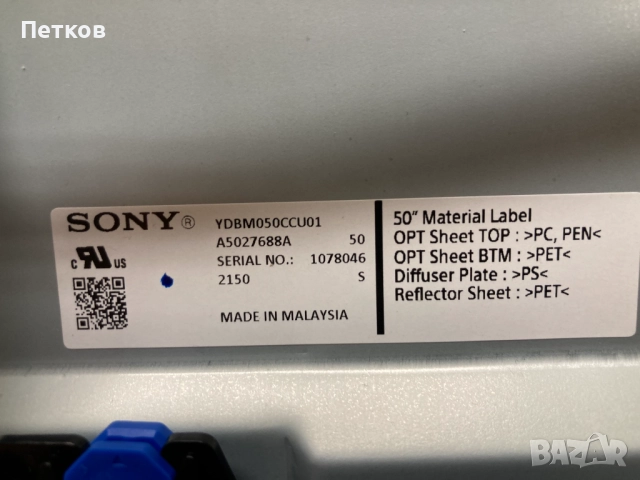 Петков
SONY®
YDBM050CCU01
A5027688A 50
SERIAL NO.: 1078046
2150 S
MADE IN MALAYSIA
c RU US
50” Material Label
OPT Sheet TOP : >PC, PEN<
OPT Sheet BTM : >PET<
Diffuser Plate : >PS<
Reflector Sheet : >PET<
BAZAR